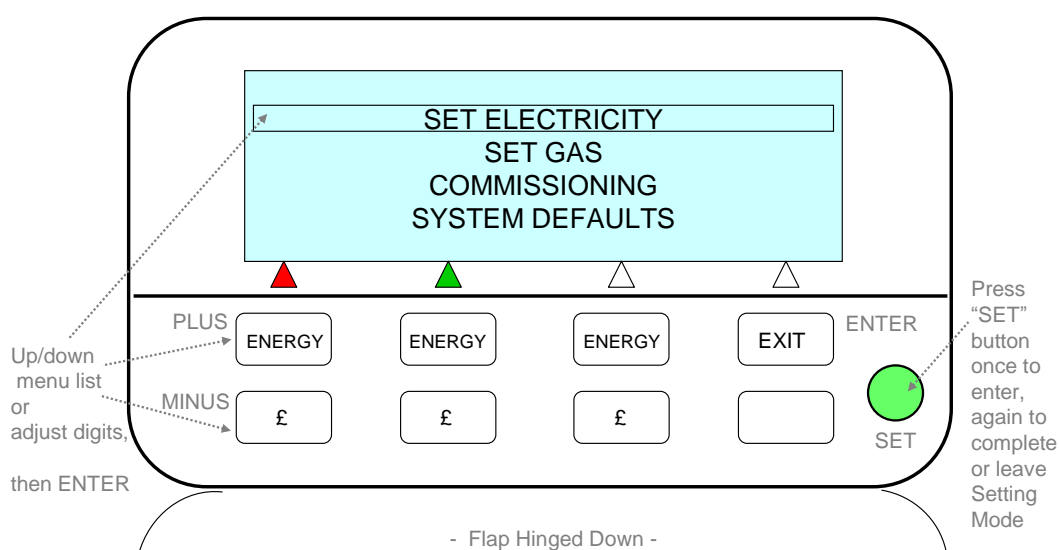 SET ELECTRICITY
SET GAS
COMMISSIONING
SYSTEM DEFAULTS
PLUS
ENERGY
ENERGY
ENERGY
EXIT
ENTER
MINUS
£
£
£
SET
Up/down
menu list
or
adjust digits,
then ENTER
Press
“SET”
button
once to
enter,
again to
complete
or leave
Setting
Mode
- Flap Hinged Down -